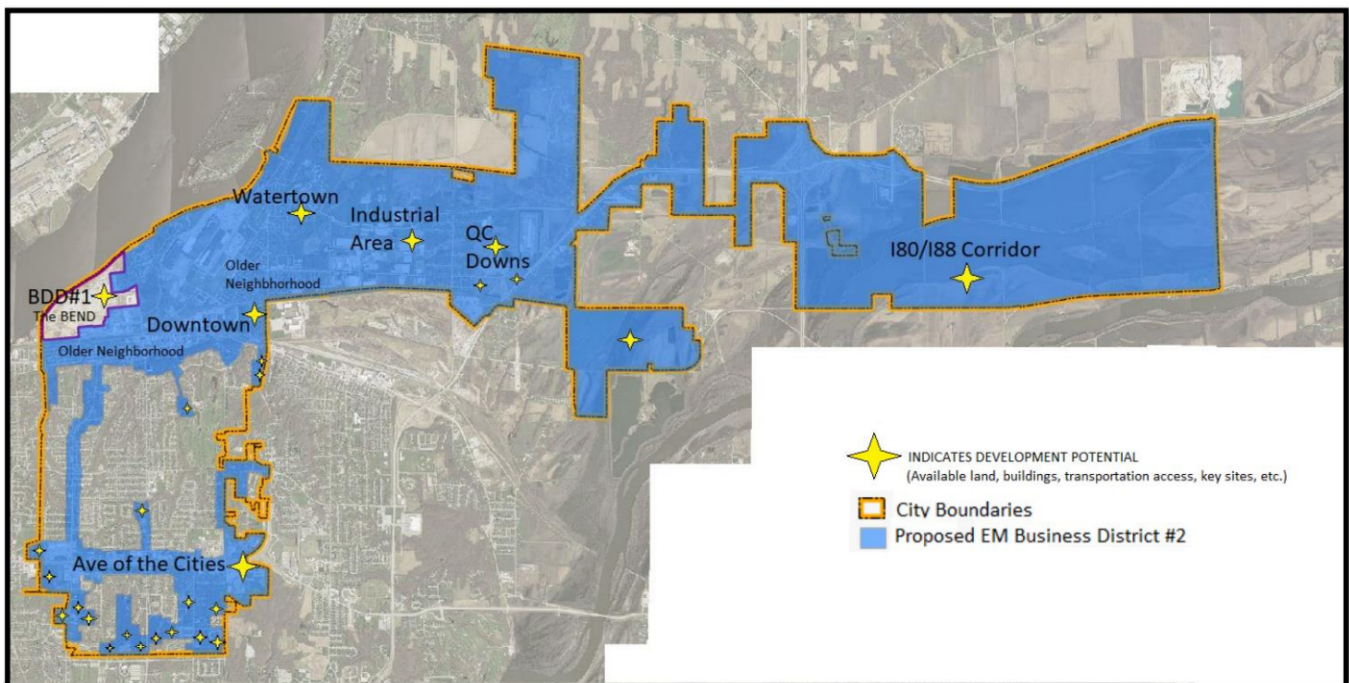 Watertown
Industrial
Area
QC
Downs
I80/I88 Corridor
Older
Neighbhorhood
BDD#1
The BEND
Downtown
Older Neighborhood
INDICATES DEVELOPMENT POTENTIAL
(Available land, buildings, transportation access, key sites, etc.)
City Boundaries
Proposed EM Business District #2
Ave of the Cities